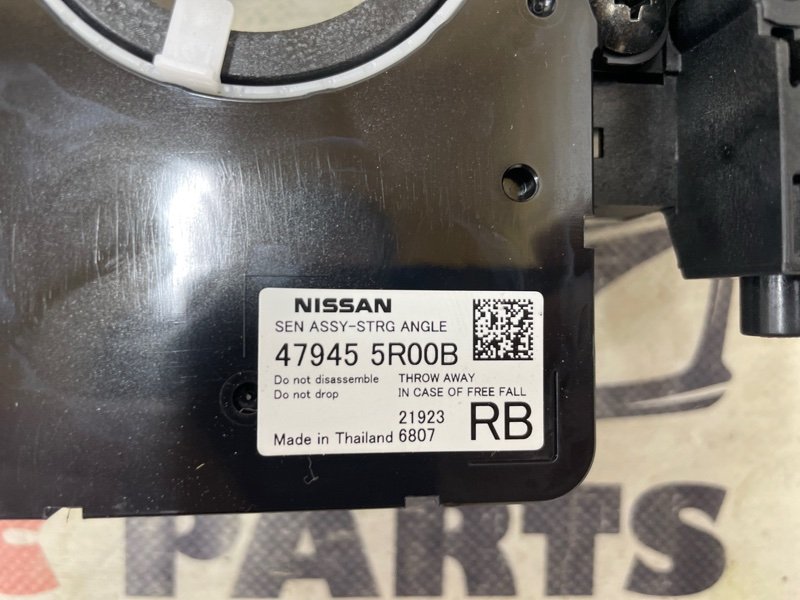 NISSAN
SEN ASSY-STRG ANGLE
47945 5R00B
Do not disassemble THROW AWAY
Do not drop IN CASE OF FREE FALL
21923
Made in Thailand 6807 RB
PARTS